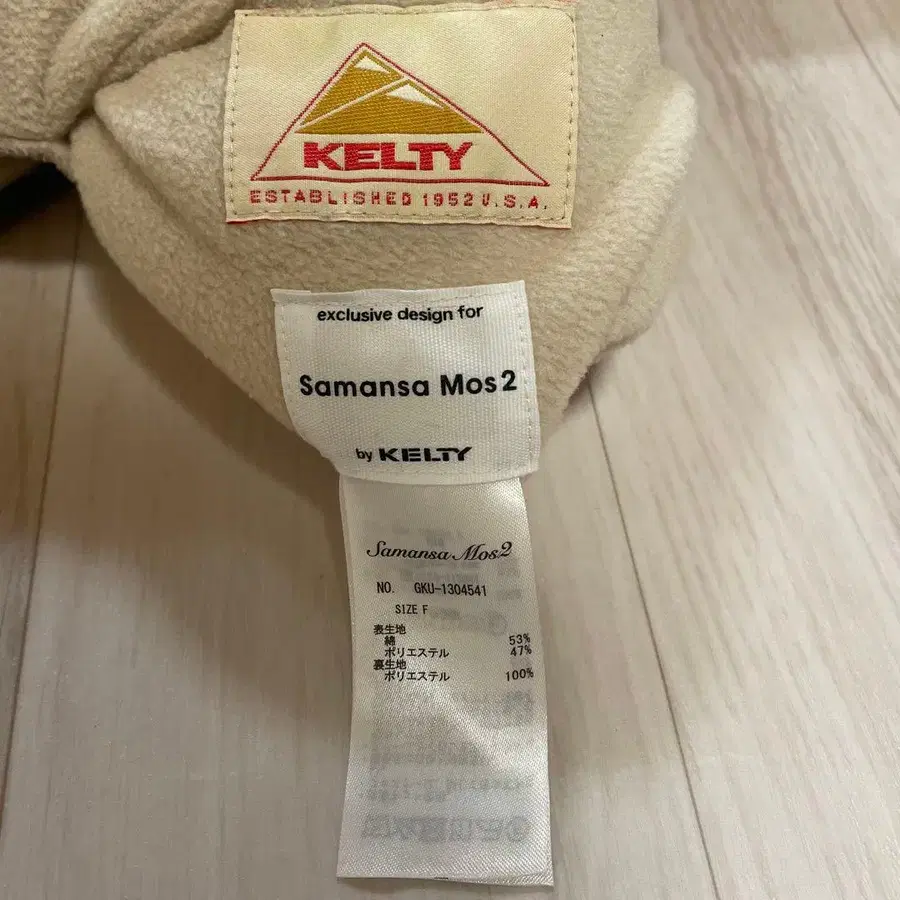 KELTY
ESTABLISHED 1952 U.S.A.
exclusive design for
Samansa Mos2
by KELTY
Samansa Mos2
NO. GKU-1304541
SIZE F
表生地
綿 53%
ポリエステル 47%
裏生地
ポリエステル 100%